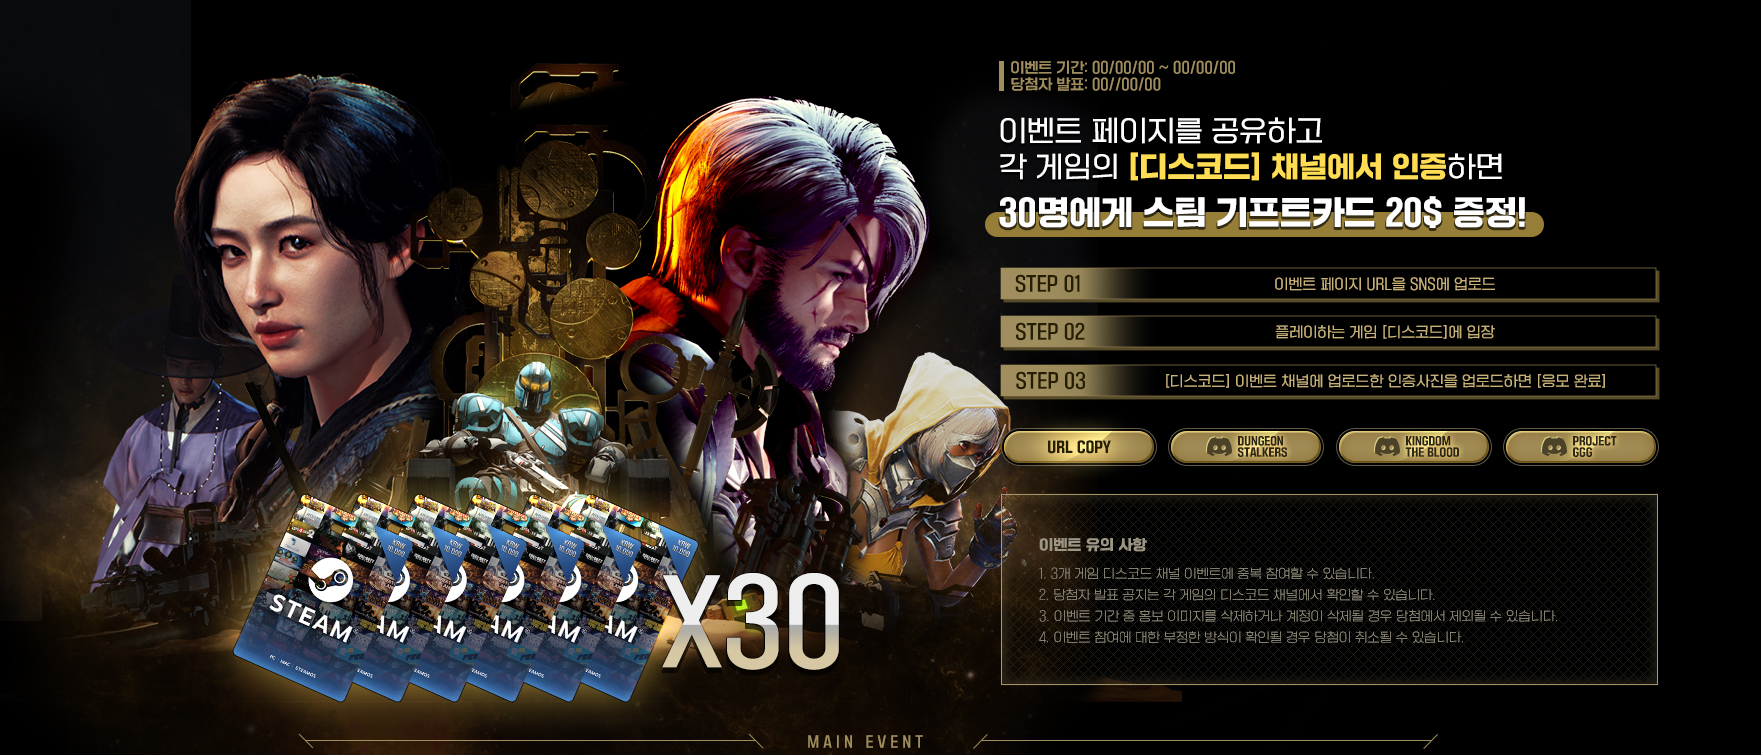 이벤트 기간: 00/00/00 ~ 00/00/00
당첨자 발표: 00//00/00
이벤트 페이지를 공유하고
각 게임의 [디스코드] 채널에서 인증하면
30명에게 스팀 기프트카드 20$ 증정!
STEP 01 이벤트 페이지 URL을 SNS에 업로드
STEP 02 플레이하는 게임 [디스코드]에 입장
STEP 03 [디스코드] 이벤트 채널에 업로드한 인증사진을 업로드하면 [응모 완료]
URL COPY
DUNGEON
STALKERS
KINGDOM
THE BLOOD
PROJECT
GGG
이벤트 유의 사항
1. 3개 게임 디스코드 채널 이벤트에 중복 참여할 수 있습니다.
2. 당첨자 발표 공지는 각 게임의 디스코드 채널에서 확인할 수 있습니다.
3. 이벤트 기간 중 홍보 이미지를 삭제하거나 계정이 삭제될 경우 당첨에서 제외될 수 있습니다.
4. 이벤트 참여에 대한 부정한 방식이 확인될 경우 당첨이 취소될 수 있습니다.
STEAM
PC MAC STEAMOS
KRW
10,000
X30
MAIN EVENT